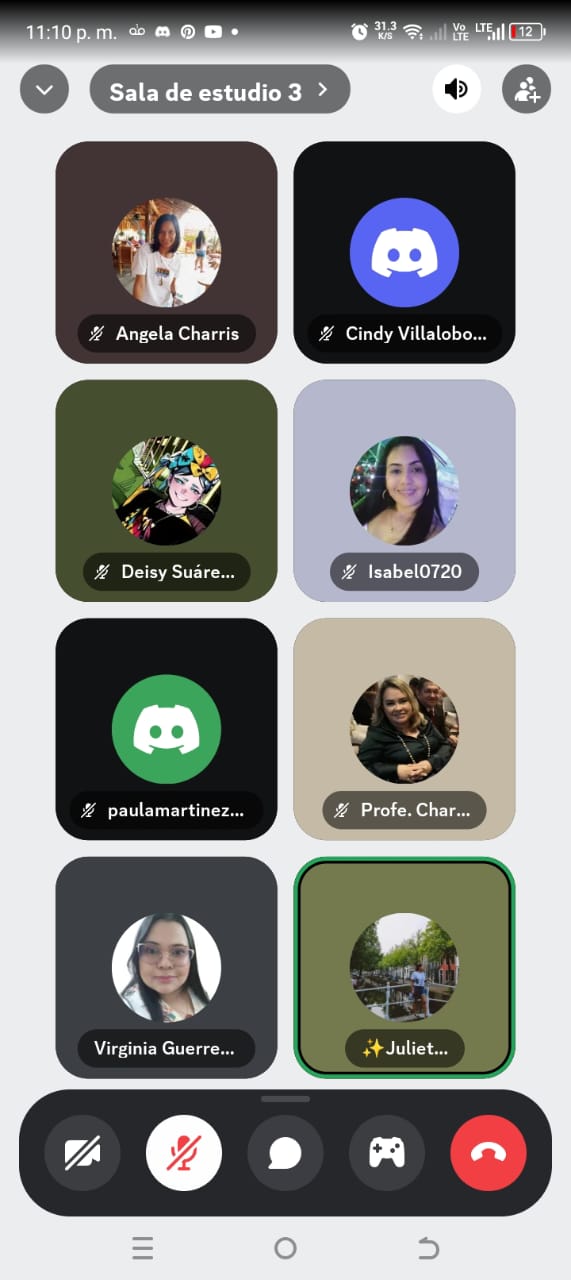 11:10 p. m.
31.3
K/S
Vo
LTE
LTE
12
Sala de estudio 3
Angela Charris
Cindy Villalobo...
Deisy Suáre...
Isabel0720
paulamartinez...
Profe. Char...
Virginia Guerre...
✨Juliet...